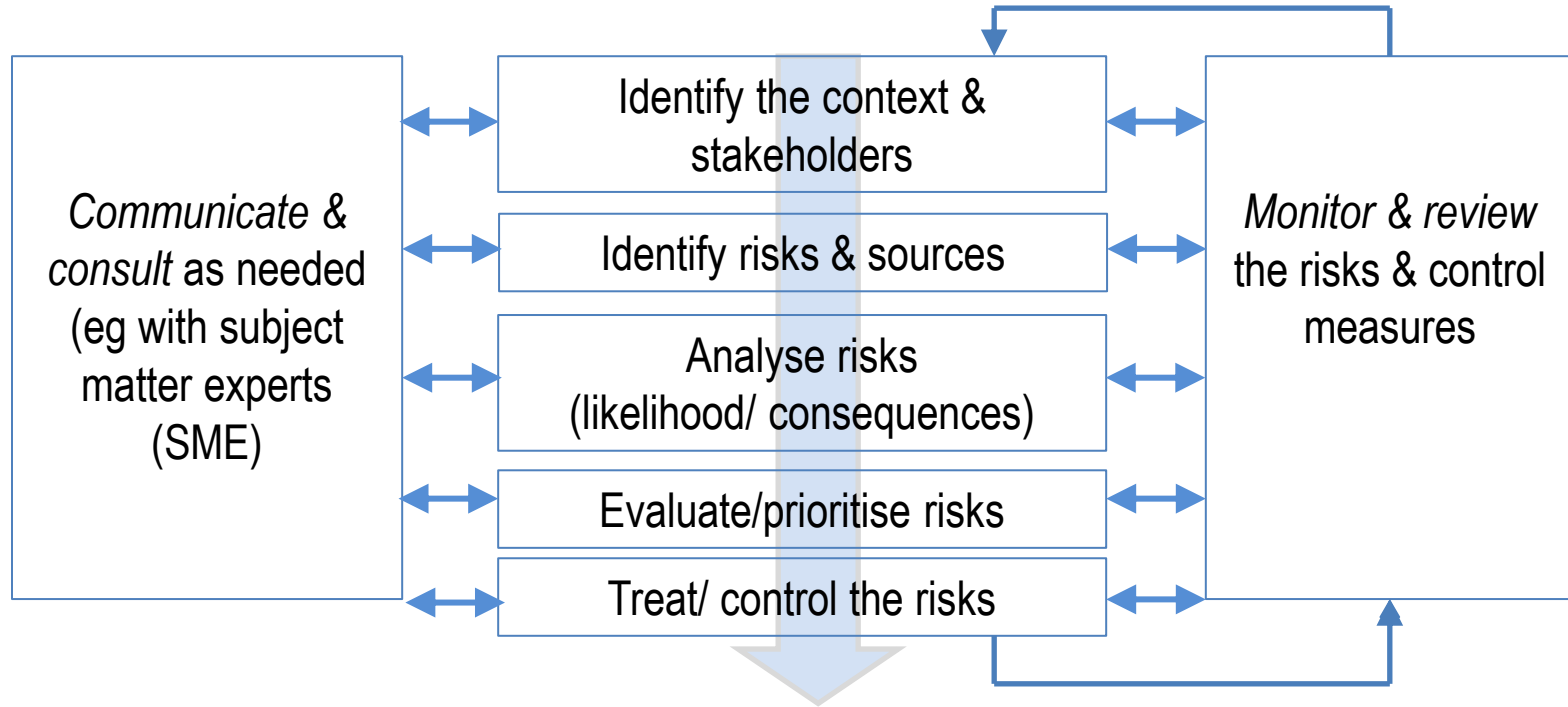 Communicate &
consult as needed
(eg with subject
matter experts
(SME)
Identify the context &
stakeholders
Identify risks & sources
Analyse risks
(likelihood/ consequences)
Evaluate/prioritise risks
Treat/ control the risks
Monitor & review
the risks & control
measures